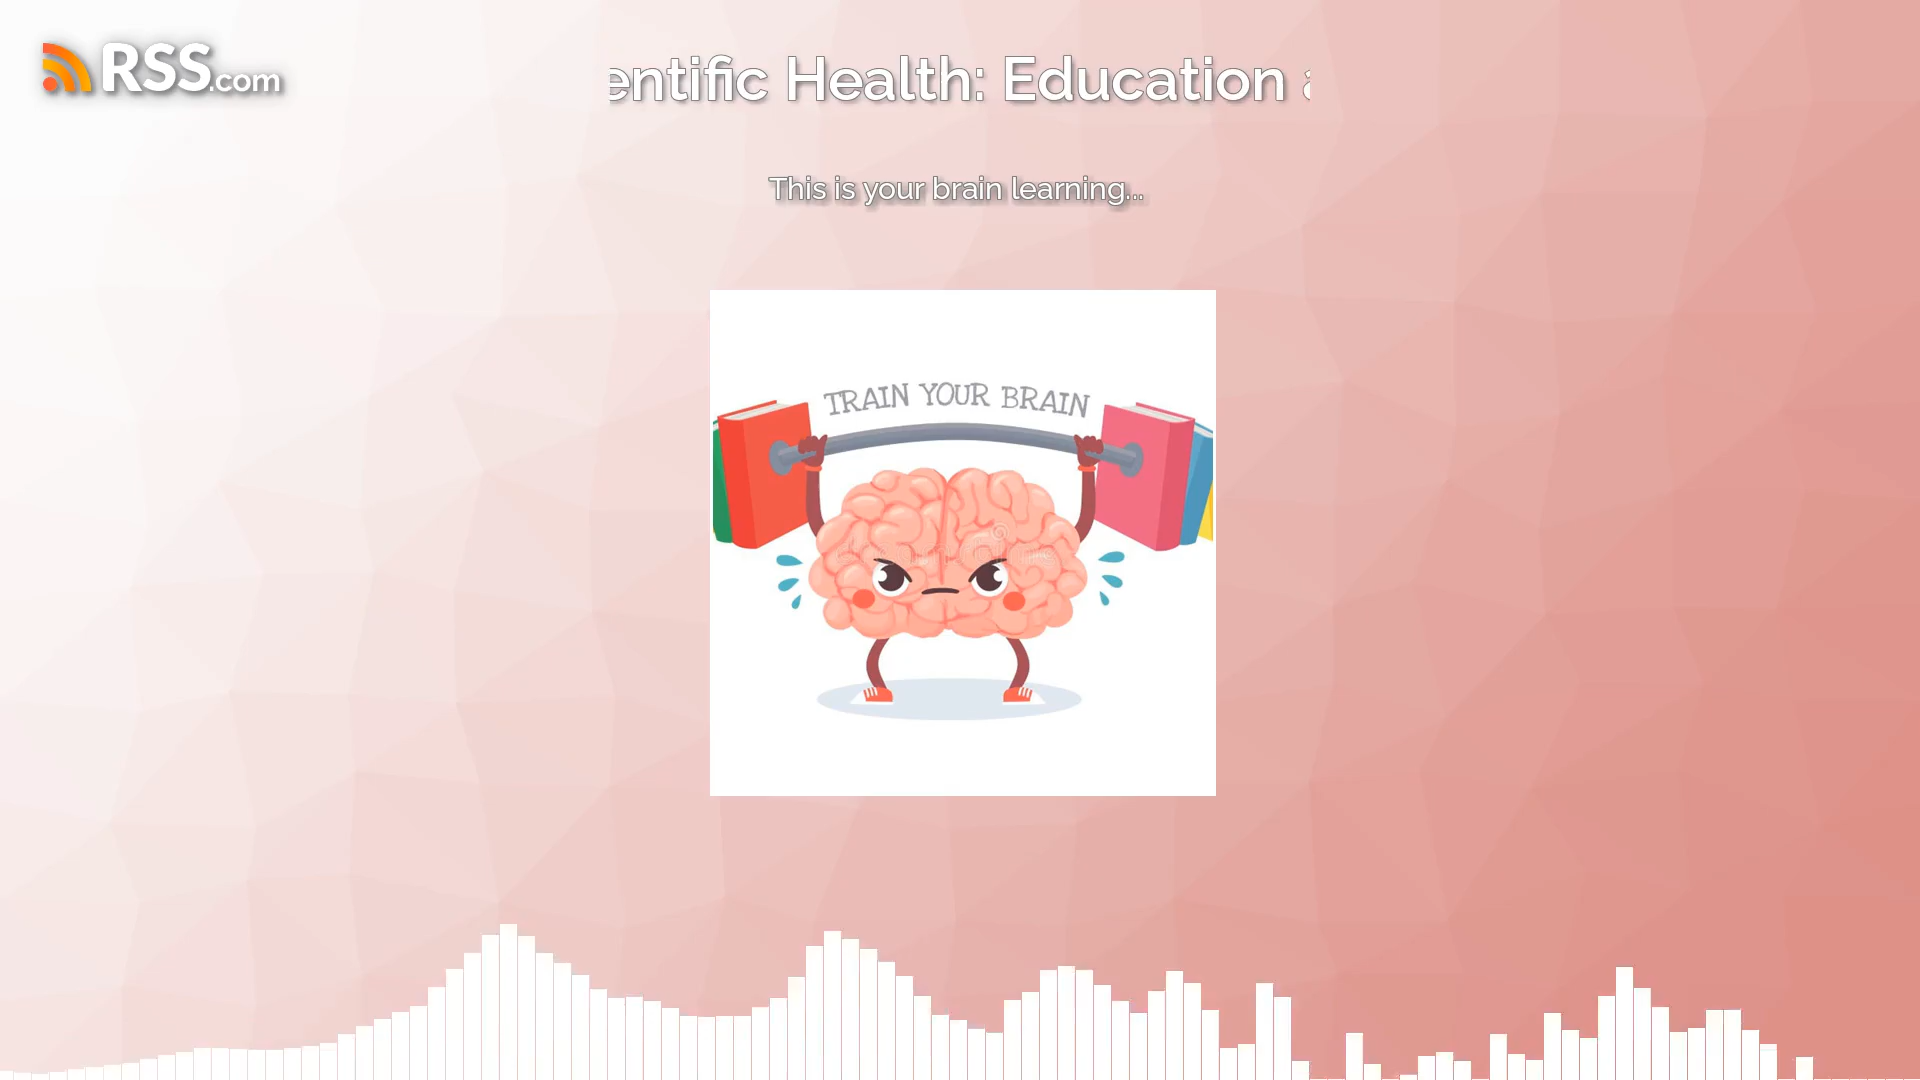 RSS.com
entific Health: Education
This is your brain learning...
TRAIN YOUR BRAIN